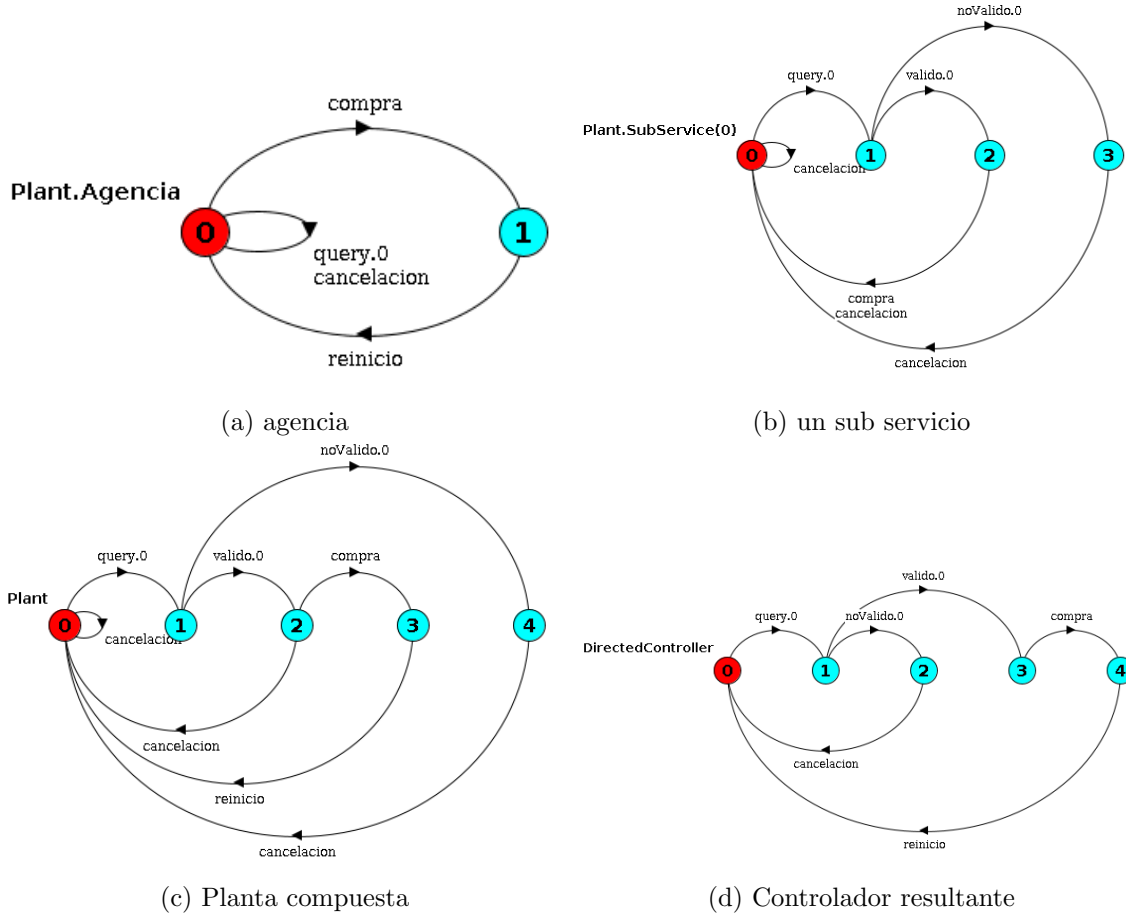 compra
Plant.Agencia
0
1
query.0
cancelacion
reinicio
(a) agencia
noValido.0
query.0
valido.0
Plant.SubService(0)
0
1
2
3
cancelacion
compra
cancelacion
cancelacion
(b) un sub servicio
noValido.0
query.0
valido.0
compra
Plant
0
1
2
3
4
cancelacion
cancelacion
reinicio
cancelacion
(c) Planta compuesta
valido.0
query.0
noValido.0
compra
DirectedController
0
1
2
3
4
cancelacion
reinicio
(d) Controlador resultante